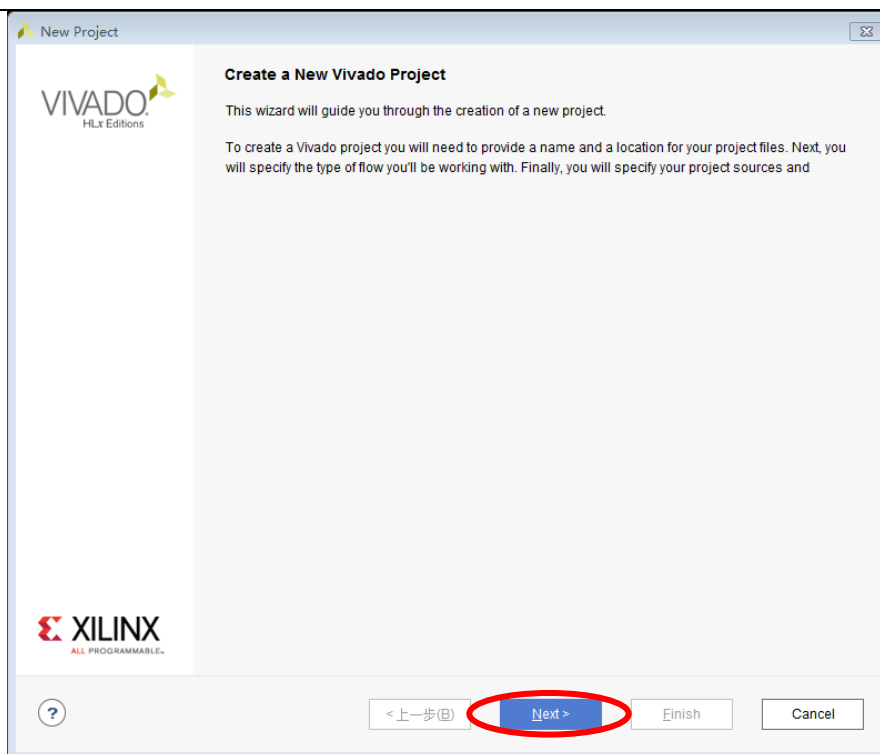 New Project
VIVADO.
HLx Editions
Create a New Vivado Project
This wizard will guide you through the creation of a new project.
To create a Vivado project you will need to provide a name and a location for your project files. Next, you
will specify the type of flow you'll be working with. Finally, you will specify your project sources and
XILINX
ALL PROGRAMMABLE™
?
<上一步(B)
Next >
Finish
Cancel